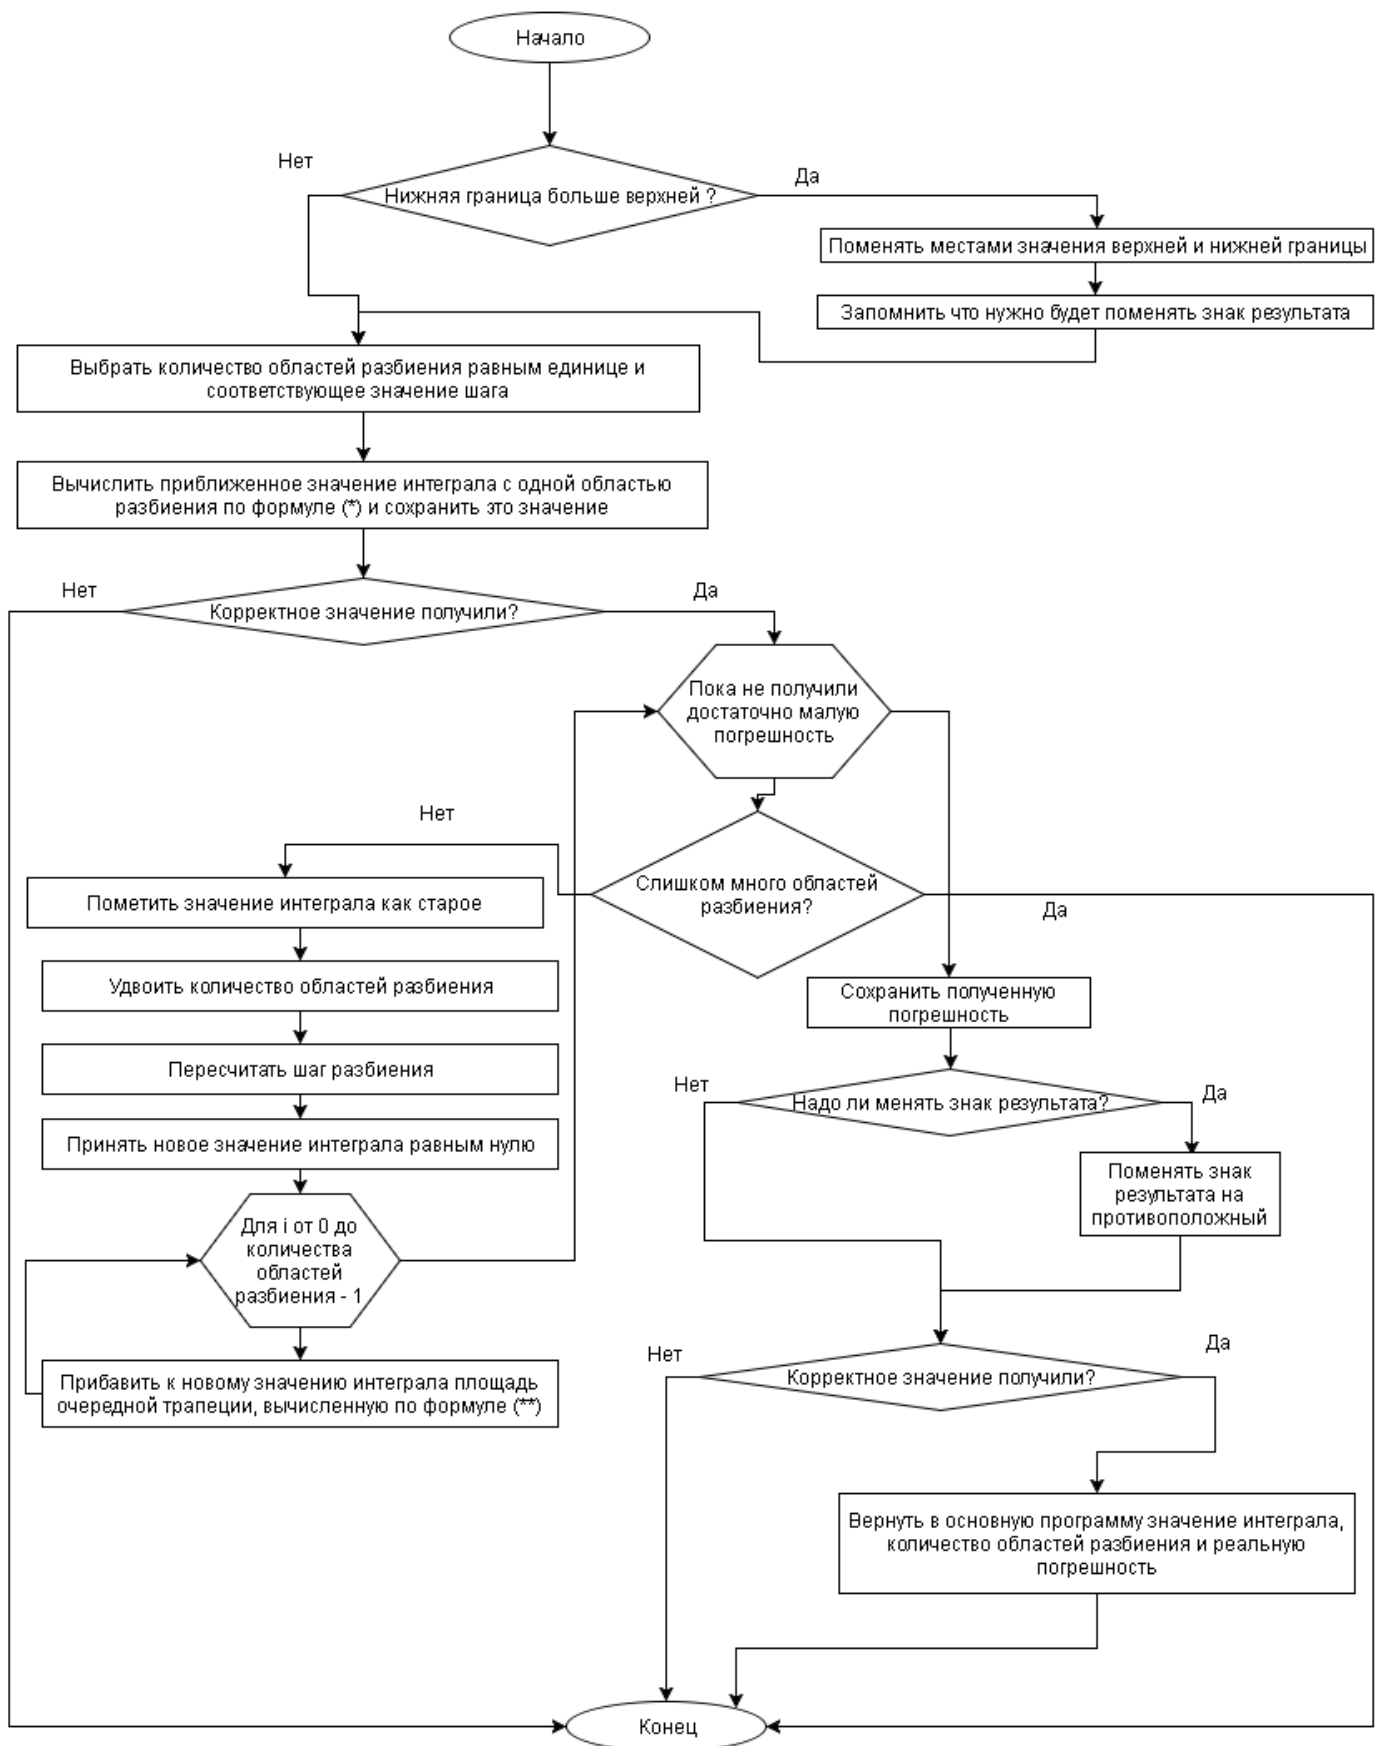 Начало
Нет
Да
Нижняя граница больше верхней ?
Поменять местами значения верхней и нижней границы
Запомнить что нужно будет поменять знак результата
Выбрать количество областей разбиения равным единице и
соответствующее значение шага
Вычислить приближенное значение интеграла с одной областью
разбиения по формуле (*) и сохранить это значение
Нет
Да
Корректное значение получили?
Пока не получили
достаточно малую
погрешность
Нет
Слишком много областей
разбиения?
Да
Пометить значение интеграла как старое
Удвоить количество областей разбиения
Сохранить полученную
погрешность
Пересчитать шаг разбиения
Нет
Да
Надо ли менять знак результата?
Принять новое значение интеграла равным нулю
Поменять знак
результата на
противоположный
Для i от 0 до
количества
областей
разбиения - 1
Нет
Да
Корректное значение получили?
Прибавить к новому значению интеграла площадь
очередной трапеции, вычисленную по формуле (**)
Вернуть в основную программу значение интеграла,
количество областей разбиения и реальную
погрешность
Конец